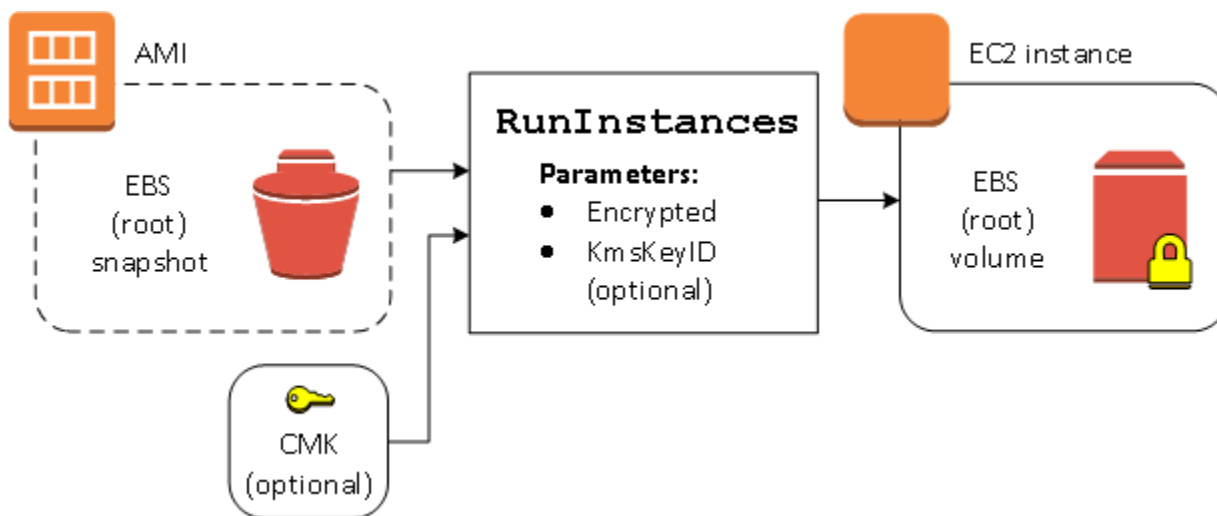 AMI
EBS
(root)
snapshot
CMK
(optional)
RunInstances
Parameters:
● Encrypted
● KmsKeyID
(optional)
EC2 instance
EBS
(root)
volume